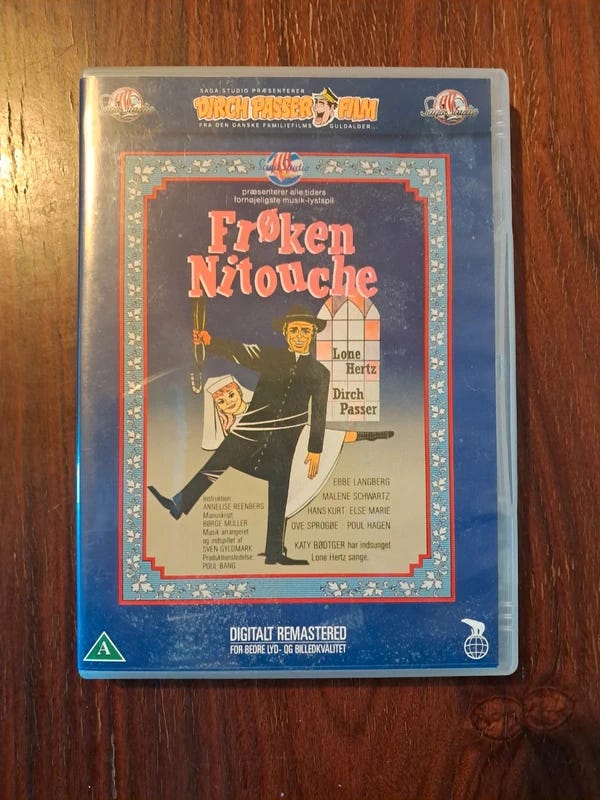 SAGA STUDIO PRÆSENTERER
DIRCH PASSER FILM
FRA DEN DANSKE FAMILIEFILMS GULDALDER...
Saga Studio
præsenterer alle tiders
fornøjeligste musik-lystspil
Frøken
Nitouche
Lone
Hertz
Dirch
Passer
EBBE LANGBERG
MALENE SCHWARTZ
HANS KURT ELSE MARIE
OVE SPROGØE · POUL HAGEN
KATY BØDTGER har indsunget
Lone Hertz sange.
Instruktion:
ANNELISE REENBERG
Manuskript:
BØRGE MÜLLER
Musik arrangeret
og indspillet af
SVEN GYLDMARK
Produktionsledelse:
POUL BANG
A
DIGITALT REMASTERED
FOR BEDRE LYD- OG BILLEDKVALITET